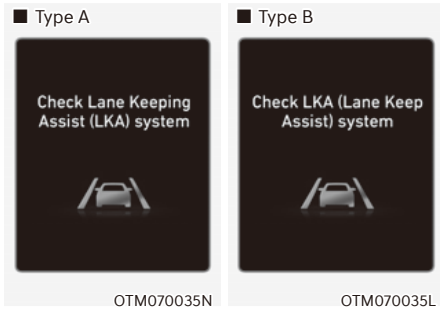 ■ Type A
Check Lane Keeping
Assist (LKA) system
OTM070035N
■ Type B
Check LKA (Lane Keep
Assist) system
OTM070035L